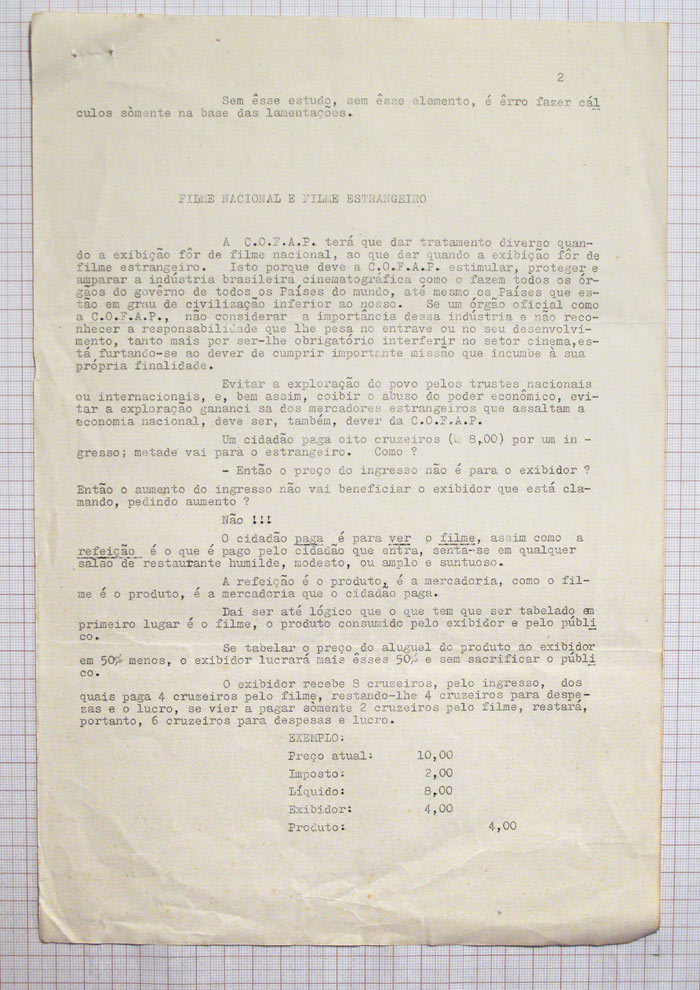 2
Sem êsse estudo, sem êsse elemento, é êrro fazer cál
culos sòmente na base das lamentações.
FILME NACIONAL E FILME ESTRANGEIRO
A C.O.F.A.P. terá que dar tratamento diverso quan-
do a exibição fôr de filme nacional, ao que der quando a exibição fôr de
filme estrangeiro. Isto porque deve a C.O.F.A.P. estimular, proteger e
amparar a indústria brasileira cinematográfica como o fazem todos os ór-
gãos do govêrno de todos os Países do mundo, até mesmo os Países que es-
tão em grau de civilização inferior ao nosso. Se um órgão oficial como
a C.O.F.A.P., não considerar a importância dessa indústria e não reco-
nhecer a responsabilidade que lhe pesa no entrave ou no seu desenvolvi-
mento, tanto mais por ser-lhe obrigatório interferir no setor cinema,es-
tá furtando-se ao dever de cumprir importante missão que incumbe à sua
própria finalidade.
Evitar a exploração do povo pelos trustes nacionais
ou internacionais, e, bem assim, coibir o abuso do poder econômico, evi-
tar a exploração gananci sa dos mercadores estrangeiros que assaltam a
economia nacional, deve ser, também, dever da C.O.F.A.P.
Um cidadão paga oito cruzeiros ( 8,00) por um in -
gresso; metade vai para o estrangeiro. Como ?
- Então o preço do ingresso não é para o exibidor ?
Então o aumento do ingresso não vai beneficiar o exibidor que está cla-
mando, pedindo aumento ?
Não !!!
O cidadão paga é para ver o filme, assim como a
refeição é o que é pago pelo cidadão que entra, senta-se em qualquer
salão de restaurante humilde, modesto, ou amplo e suntuoso.
A refeição é o produto, é a mercadoria, como o fil-
me é o produto, é a mercadoria que o cidadão paga.
Dai ser até lógico que o que tem que ser tabelado em
primeiro lugar é o filme, o produto consumido pelo exibidor e pelo públi
co.
Se tabelar o preço do aluguel do produto ao exibidor
em 50% menos, o exibidor lucrará mais êsses 50% e sem sacrificar o públi
co.
O exibidor recebe 8 cruzeiros, pelo ingresso, dos
quais paga 4 cruzeiros pelo filme, restando-lhe 4 cruzeiros para despe-
zas e o lucro, se vier a pagar sòmente 2 cruzeiros pelo filme, restará,
portanto, 6 cruzeiros para despesas e lucro.
EXEMPLO:
Preço atual: 10,00
Imposto: 2,00
Líquido: 8,00
Exibidor: 4,00
Produto: 4,00